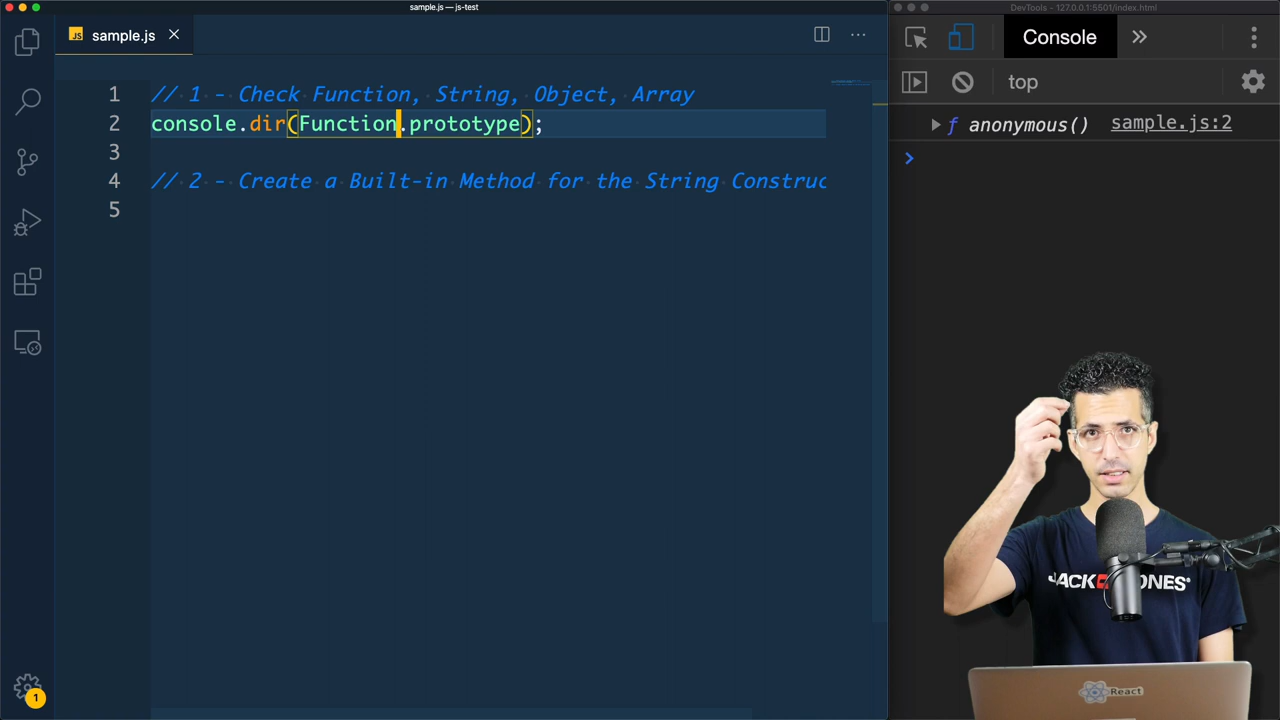 sample.js — js-test
DevTools - 127.0.0.1:5501/index.html
sample.js
Console
top
1 // 1 - Check Function, String, Object, Array
2 console.dir(Function.prototype);
3
4 // 2 - Create a Built-in Method for the String Construc
5
ƒ anonymous() sample.js:2
JACK JONES®
React
1